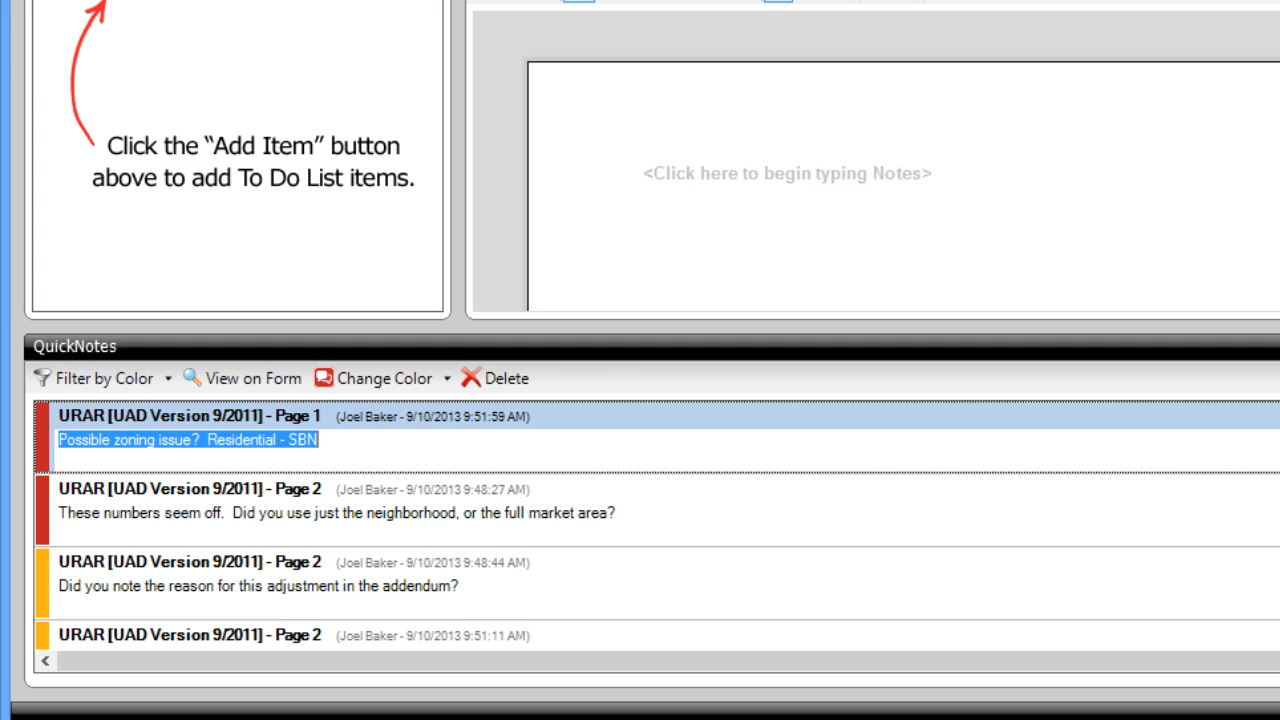 Click the “Add Item” button
above to add To Do List items.
<Click here to begin typing Notes>
QuickNotes
Filter by Color View on Form Change Color Delete
URAR [UAD Version 9/2011] - Page 1 (Joel Baker - 9/10/2013 9:51:59 AM)
Possible zoning issue?  Residential - SBN
URAR [UAD Version 9/2011] - Page 2 (Joel Baker - 9/10/2013 9:48:27 AM)
These numbers seem off.  Did you use just the neighborhood, or the full market area?
URAR [UAD Version 9/2011] - Page 2 (Joel Baker - 9/10/2013 9:48:44 AM)
Did you note the reason for this adjustment in the addendum?
URAR [UAD Version 9/2011] - Page 2 (Joel Baker - 9/10/2013 9:51:11 AM)